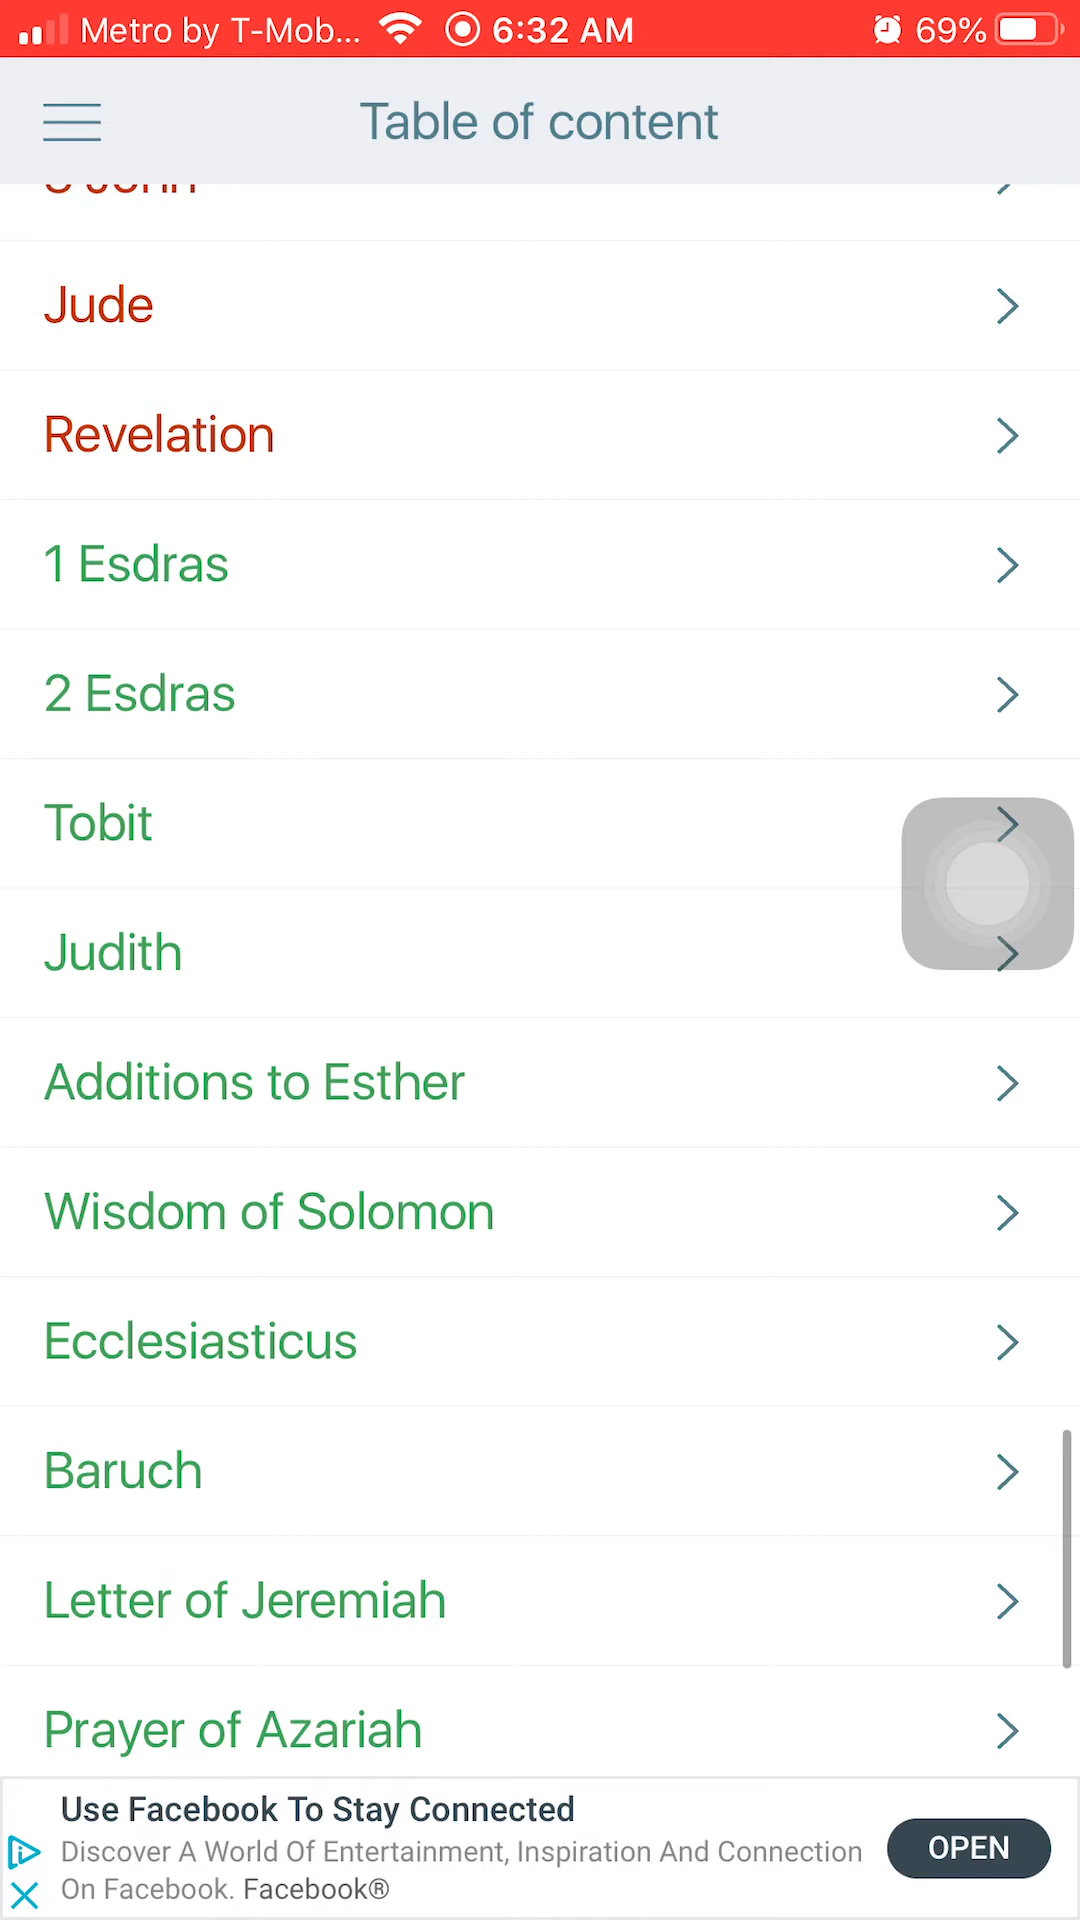 Metro by T-Mob... 6:32 AM 69%
Table of content
3 John
Jude
Revelation
1 Esdras
2 Esdras
Tobit
Judith
Additions to Esther
Wisdom of Solomon
Ecclesiasticus
Baruch
Letter of Jeremiah
Prayer of Azariah
Use Facebook To Stay Connected
Discover A World Of Entertainment, Inspiration And Connection
On Facebook. Facebook®
OPEN